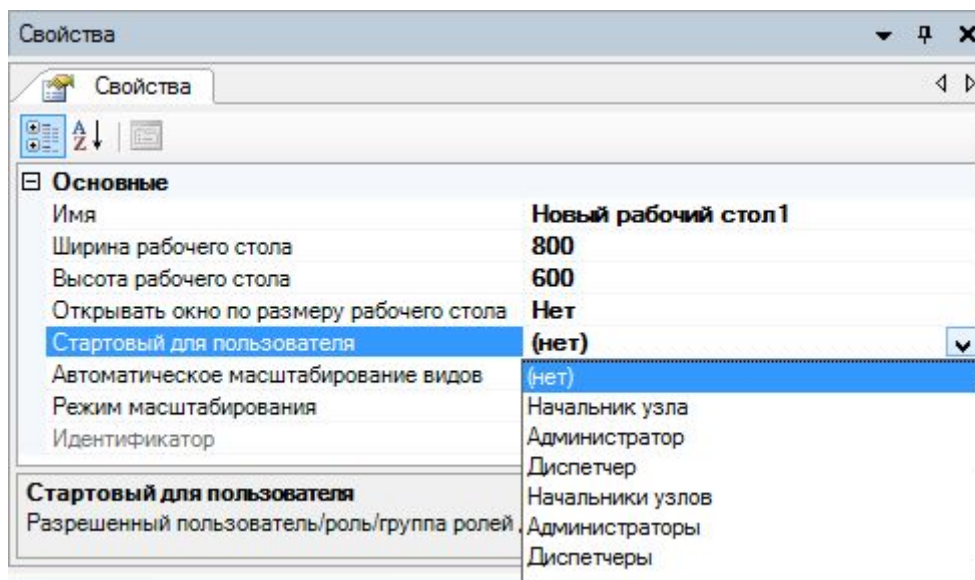 Свойства
Свойства
Основные
Имя Новый рабочий стол1
Ширина рабочего стола 800
Высота рабочего стола 600
Открывать окно по размеру рабочего стола Нет
Стартовый для пользователя (нет)
Автоматическое масштабирование видов (нет)
Режим масштабирования Начальник узла
Идентификатор Администратор
Диспетчер
Стартовый для пользователя Начальники узлов
Разрешенный пользователь/роль/группа ролей Администраторы
Диспетчеры